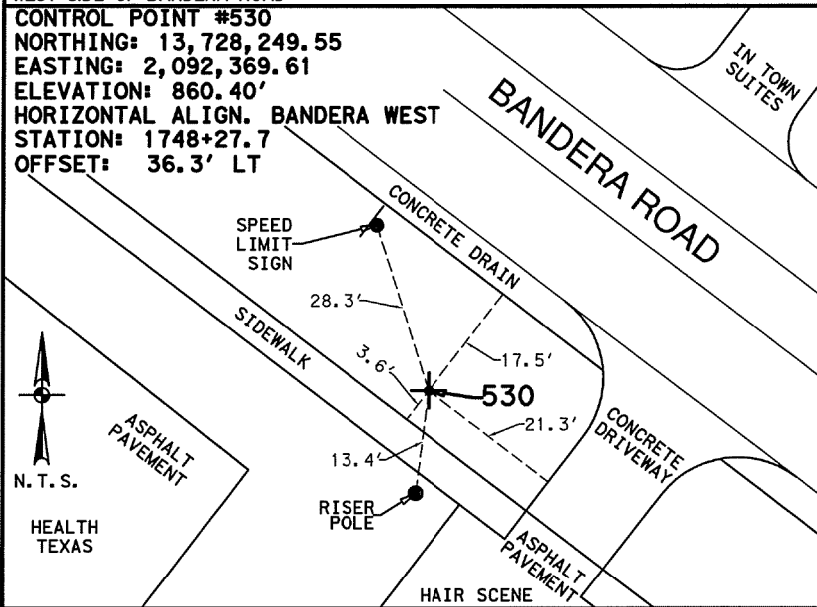 CONTROL POINT #530
NORTHING: 13,728,249.55
EASTING: 2,092,369.61
ELEVATION: 860.40'
HORIZONTAL ALIGN. BANDERA WEST
STATION: 1748+27.7
OFFSET: 36.3' LT
IN TOWN
SUITES
BANDERA ROAD
CONCRETE DRAIN
SPEED
LIMIT
SIGN
28.3'
SIDEWALK
3.6'
17.5'
530
21.3'
13.4'
CONCRETE
DRIVEWAY
ASPHALT
PAVEMENT
N.T.S.
RISER
POLE
HEALTH
TEXAS
ASPHALT
PAVEMENT
HAIR SCENE